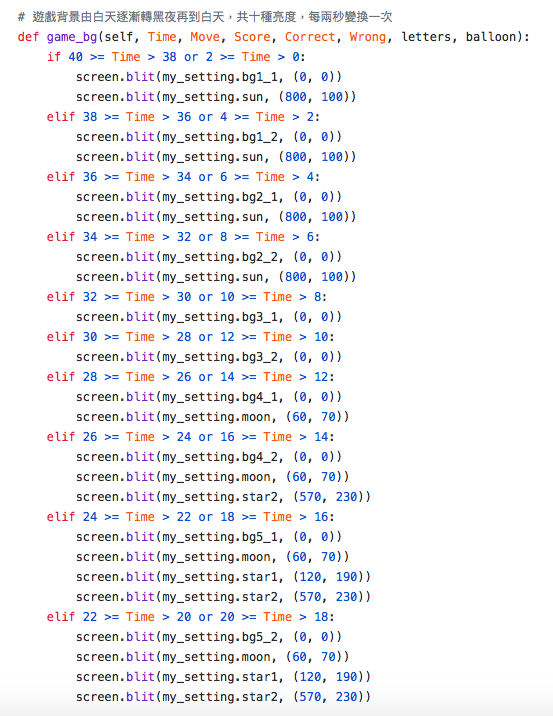 # 遊戲背景由白天逐漸轉黑夜再到白天，共十種亮度，每兩秒變換一次
def game_bg(self, Time, Move, Score, Correct, Wrong, letters, balloon):
    if 40 >= Time > 38 or 2 >= Time > 0:
        screen.blit(my_setting.bg1_1, (0, 0))
        screen.blit(my_setting.sun, (800, 100))
    elif 38 >= Time > 36 or 4 >= Time > 2:
        screen.blit(my_setting.bg1_2, (0, 0))
        screen.blit(my_setting.sun, (800, 100))
    elif 36 >= Time > 34 or 6 >= Time > 4:
        screen.blit(my_setting.bg2_1, (0, 0))
        screen.blit(my_setting.sun, (800, 100))
    elif 34 >= Time > 32 or 8 >= Time > 6:
        screen.blit(my_setting.bg2_2, (0, 0))
        screen.blit(my_setting.sun, (800, 100))
    elif 32 >= Time > 30 or 10 >= Time > 8:
        screen.blit(my_setting.bg3_1, (0, 0))
    elif 30 >= Time > 28 or 12 >= Time > 10:
        screen.blit(my_setting.bg3_2, (0, 0))
    elif 28 >= Time > 26 or 14 >= Time > 12:
        screen.blit(my_setting.bg4_1, (0, 0))
        screen.blit(my_setting.moon, (60, 70))
    elif 26 >= Time > 24 or 16 >= Time > 14:
        screen.blit(my_setting.bg4_2, (0, 0))
        screen.blit(my_setting.moon, (60, 70))
        screen.blit(my_setting.star2, (570, 230))
    elif 24 >= Time > 22 or 18 >= Time > 16:
        screen.blit(my_setting.bg5_1, (0, 0))
        screen.blit(my_setting.moon, (60, 70))
        screen.blit(my_setting.star1, (120, 190))
        screen.blit(my_setting.star2, (570, 230))
    elif 22 >= Time > 20 or 20 >= Time > 18:
        screen.blit(my_setting.bg5_2, (0, 0))
        screen.blit(my_setting.moon, (60, 70))
        screen.blit(my_setting.star1, (120, 190))
        screen.blit(my_setting.star2, (570, 230))